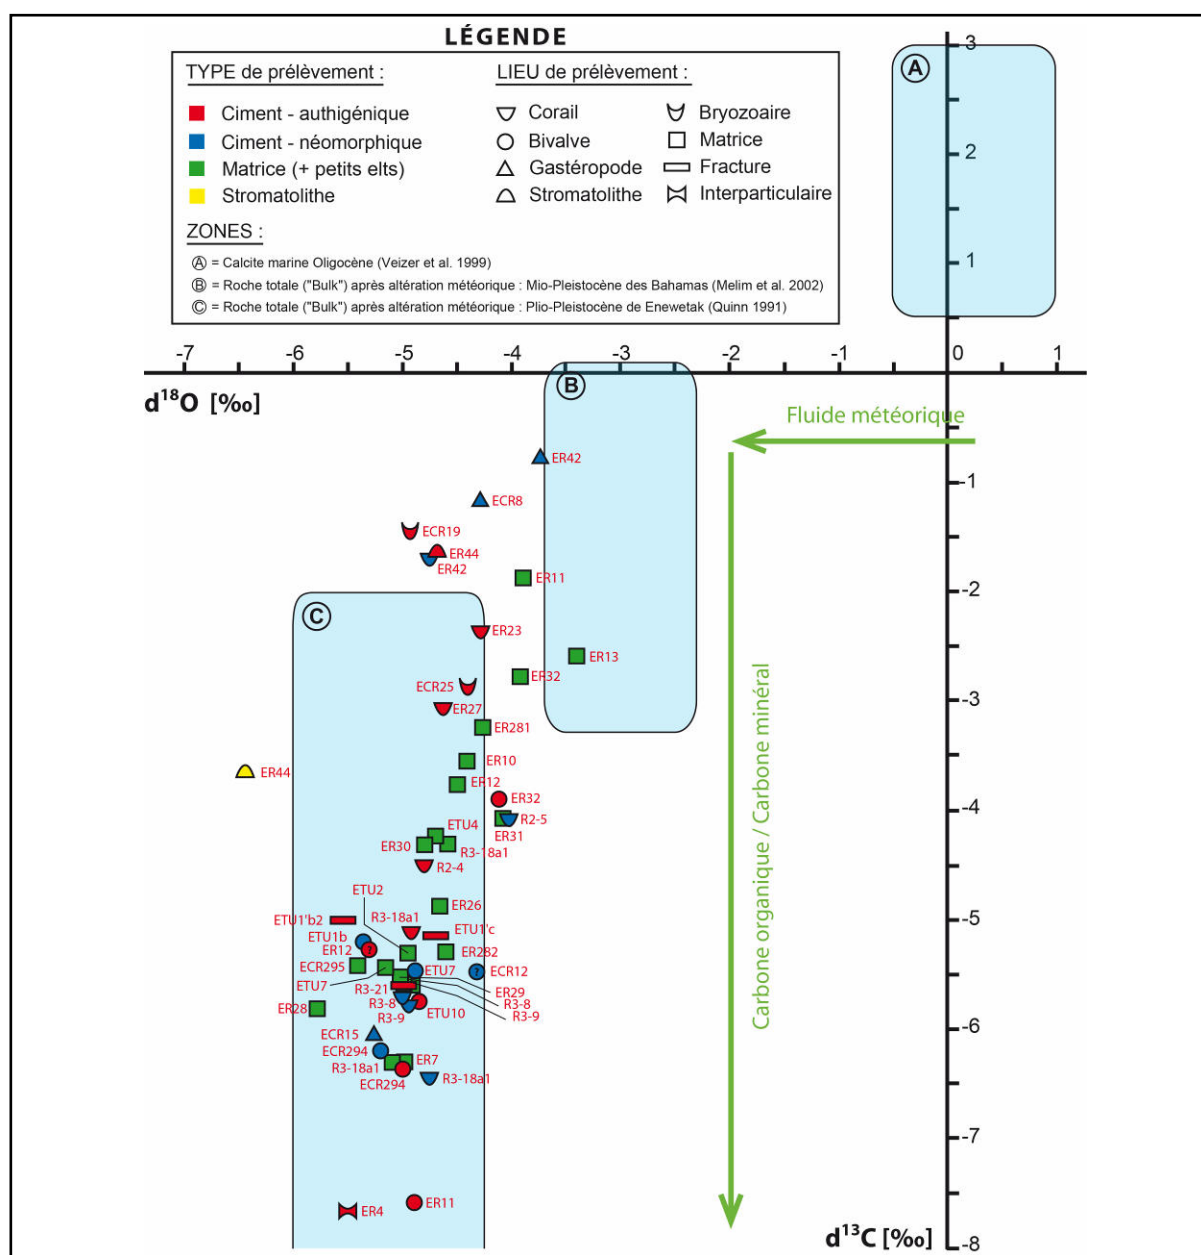 LÉGENDE
TYPE de prélèvement :
Ciment - authigénique
Ciment - néomorphique
Matrice (+ petits elts)
Stromatolithe
LIEU de prélèvement :
Corail
Bivalve
Gastéropode
Stromatolithe
Bryozoaire
Matrice
Fracture
Interparticulaire
ZONES :
A = Calcite marine Oligocène (Veizer et al. 1999)
B = Roche totale ("Bulk") après altération météorique : Mio-Pleistocène des Bahamas (Melim et al. 2002)
C = Roche totale ("Bulk") après altération météorique : Plio-Pleistocène de Enewetak (Quinn 1991)
A
3
2
1
-7 -6 -5 -4 -3 -2 -1 0 1
d18O [‰]
B
Fluide météorique
ER42
-1
ECR8
ECR19
ER44
ER42
ER11
-2
C
ER23
ER13
ER32
ECR25
ER27
-3
ER281
ER10
ER44
ER12
ER32
-4
R2-5
ETU4
ER31
ER30
R3-18a1
R2-4
ETU2
ER26
R3-18a1
ETU1'b2
-5
ETU1'c
ETU1b
ER12
?
ER282
ECR295
ETU7
?
ECR12
ETU7
R3-21
ER29
R3-8
R3-8
ER28
R3-9
ETU10
R3-9
-6
ECR15
ECR294
R3-18a1
ER7
ECR294
R3-18a1
-7
ER11
ER4
Carbone organique / Carbone minéral
d13C [‰]
-8